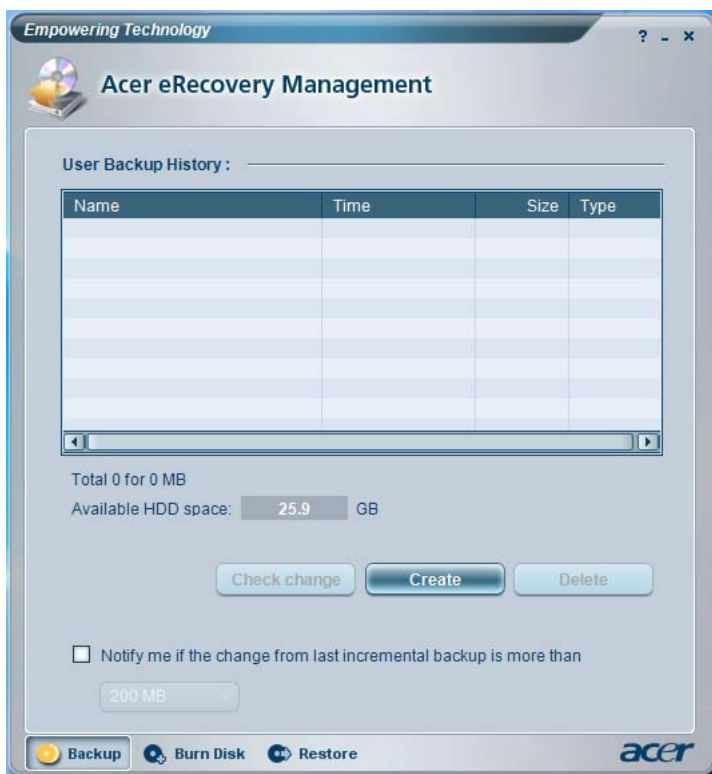 Empowering Technology
? - x
Acer eRecovery Management
User Backup History :
Name Time Size Type
Total 0 for 0 MB
Available HDD space: 25.9 GB
Check change Create Delete
Notify me if the change from last incremental backup is more than
200 MB
Backup Burn Disk Restore acer